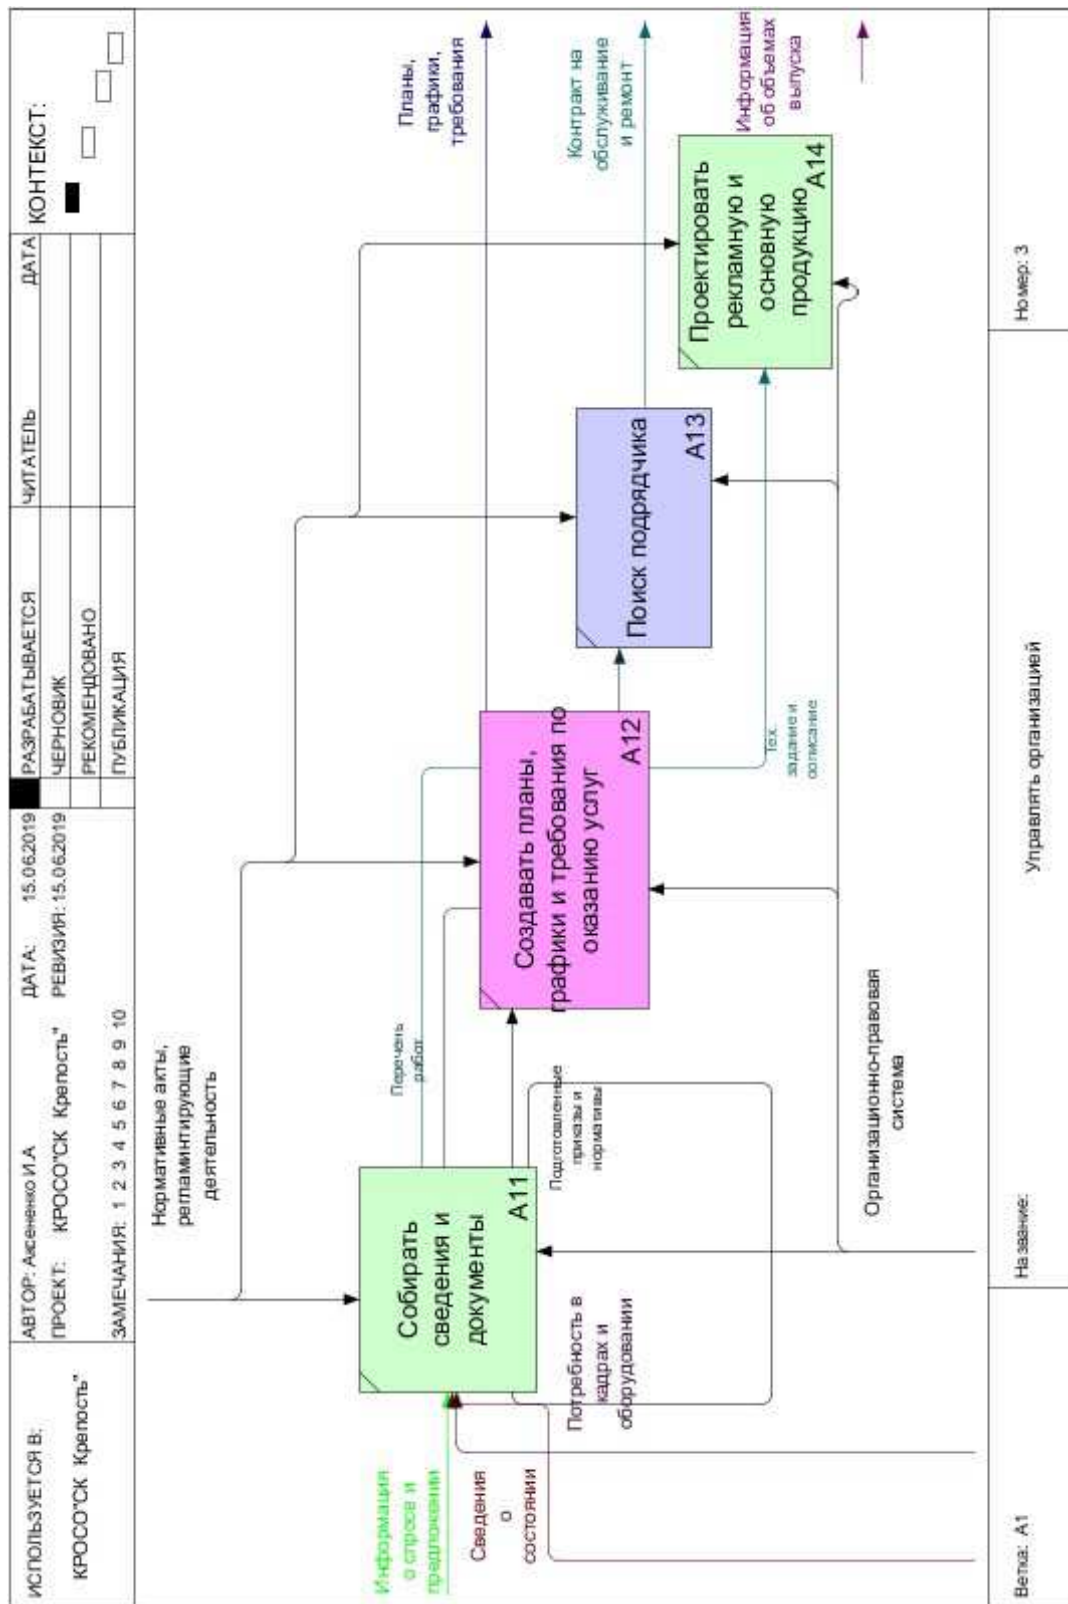 ИСПОЛЬЗУЕТСЯ В:
КРОСО"СК Крепость"
АВТОР: Аксененко И.А
ПРОЕКТ: КРОСО"СК Крепость"
ДАТА: 15.06.2019
РЕВИЗИЯ: 15.06.2019
ЗАМЕЧАНИЯ: 1 2 3 4 5 6 7 8 9 10
РАЗРАБАТЫВАЕТСЯ
ЧЕРНОВИК
РЕКОМЕНДОВАНО
ПУБЛИКАЦИЯ
ЧИТАТЕЛЬ
ДАТА
КОНТЕКСТ:
Нормативные акты,
регламинтирующие
деятельность
Информация
о спросе и
предложении
Сведения
о
состоянии
Собирать
сведения и
документы
A11
Потребность в
кадрах и
оборудовании
Перечень
работ
Подготовленные
приказы и
нормативы
Создавать планы,
графики и требования по
оказанию услуг
A12
Тех.
задание и
Поиск подрядчика
A13
Проектировать
рекламную и
основную
продукцию
A14
Планы,
графики,
требования
Контракт на
обслуживание
и ремонт
Информация
об объемах
выпуска
Организационно-правовая
система
Ветка: A1
Название:
Управлять организацией
Номер: 3